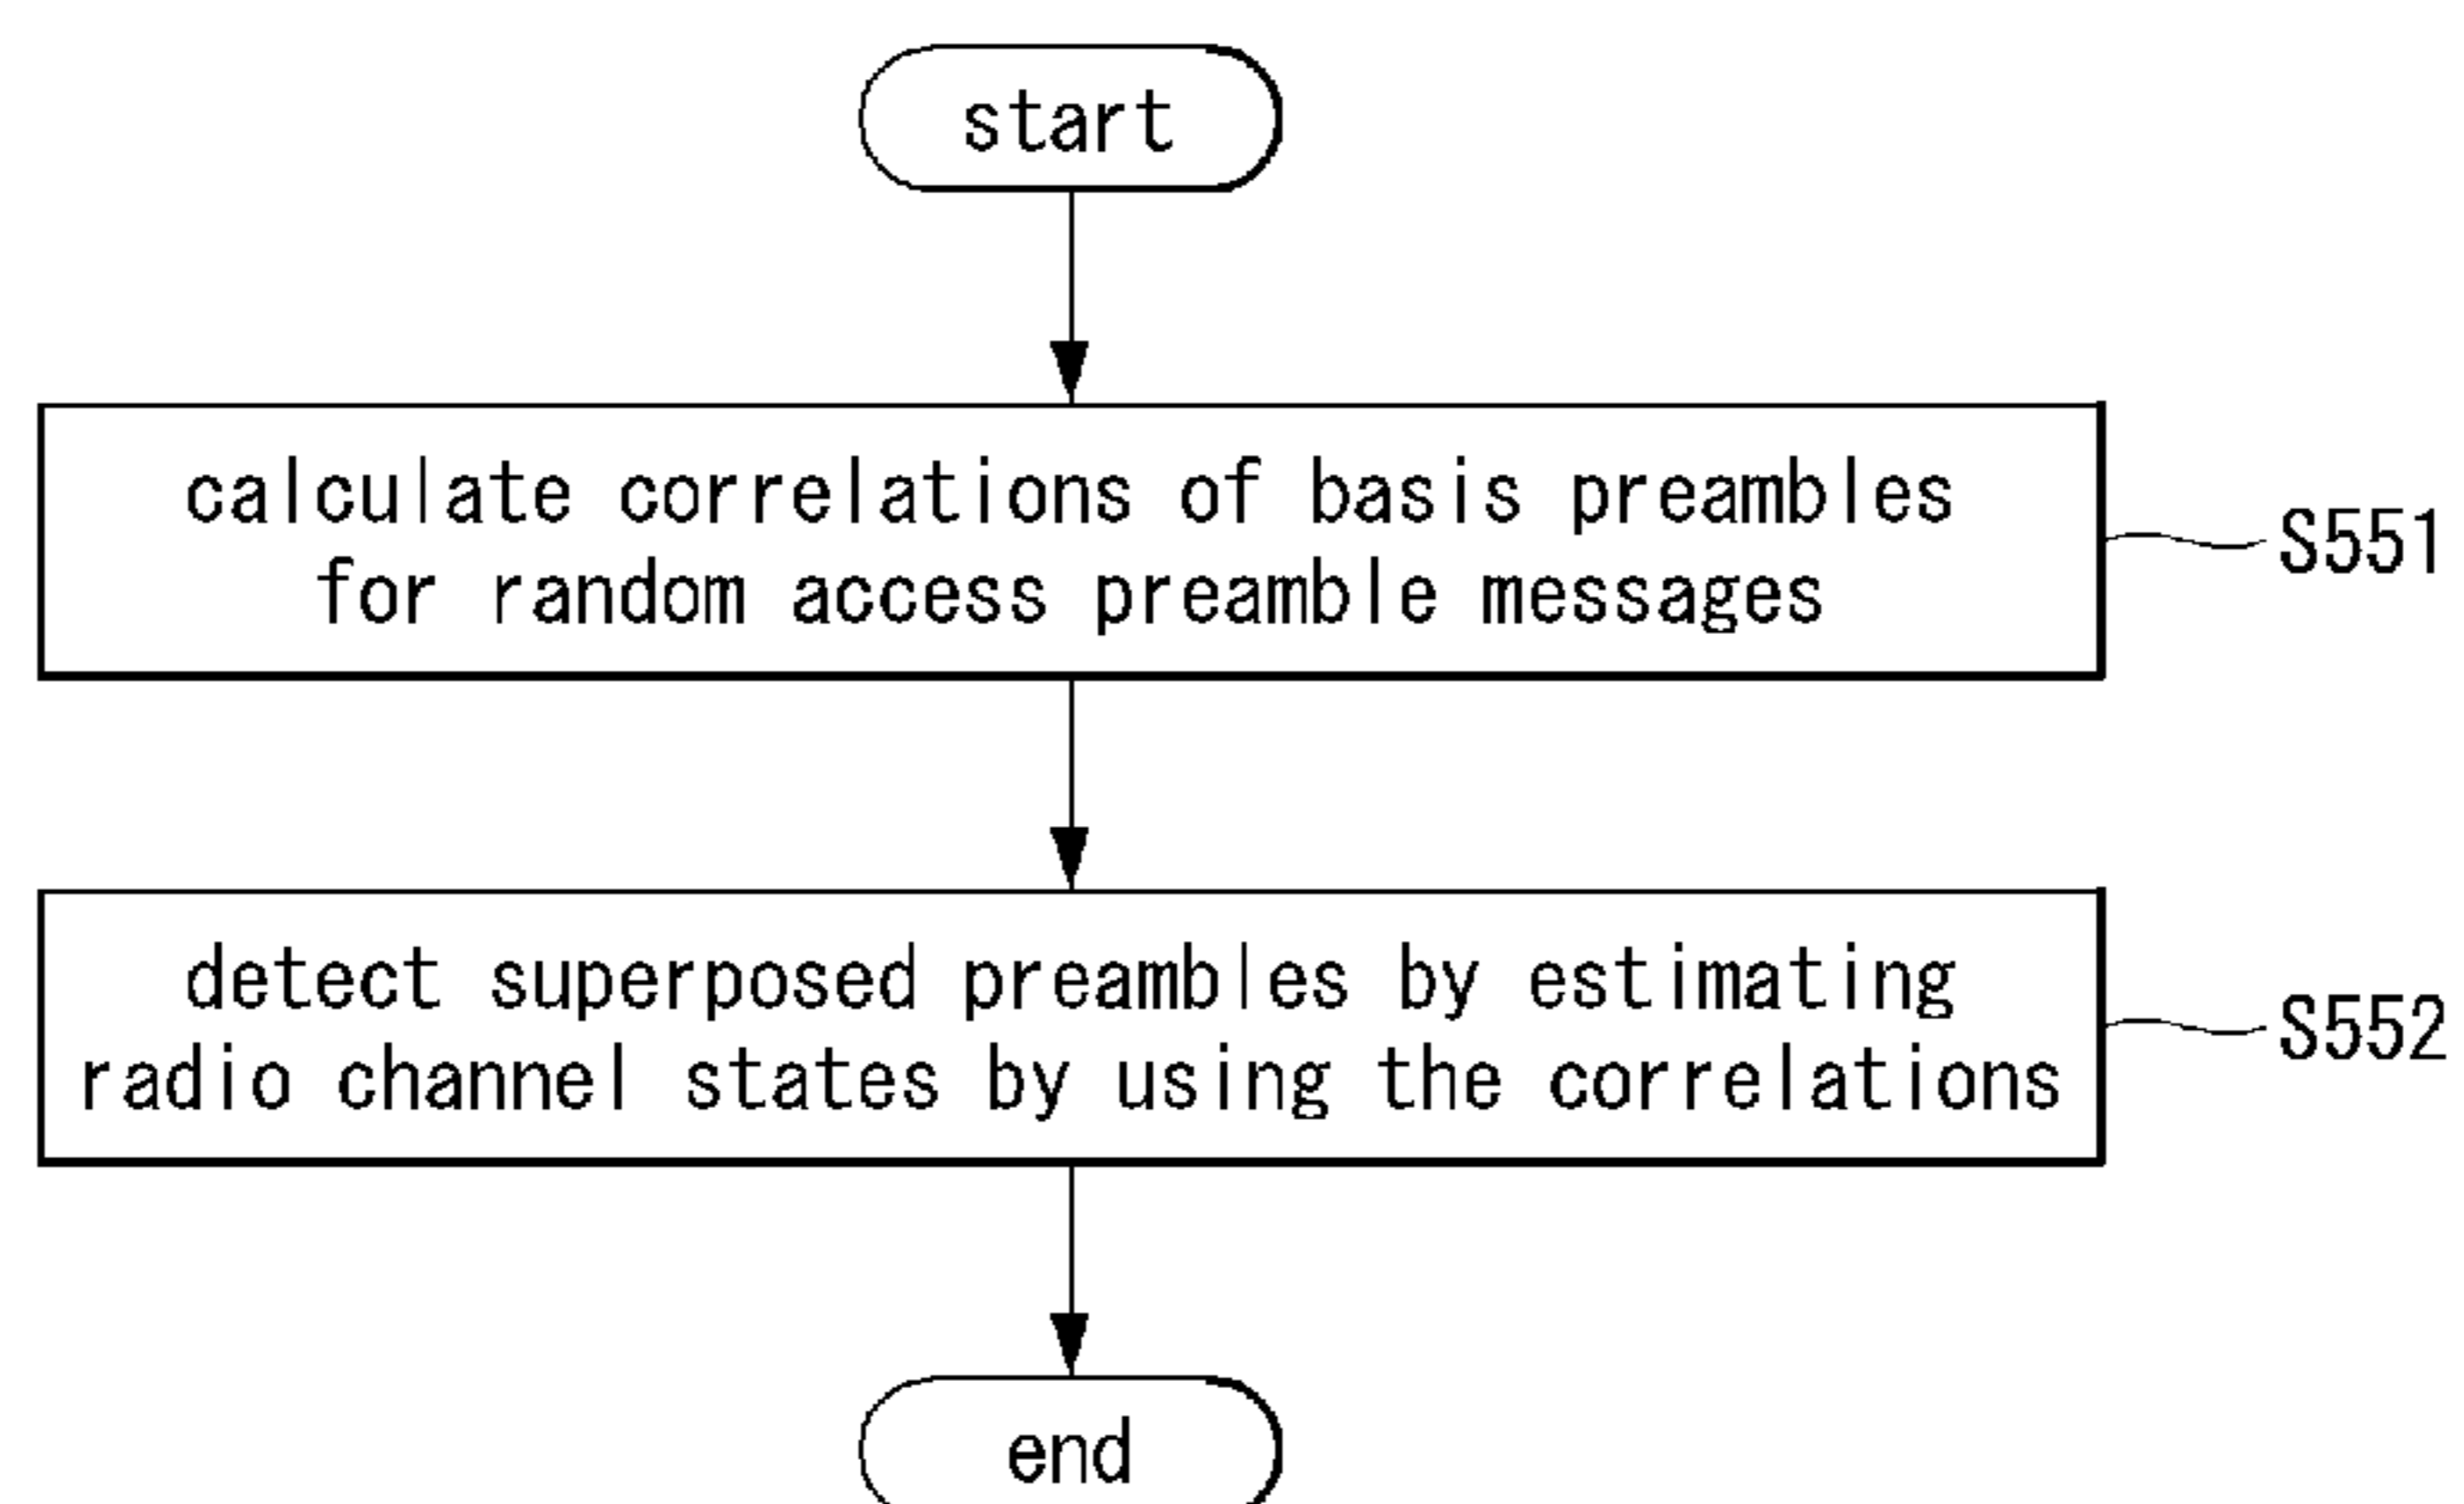 start
calculate correlations of basis preambles
for random access preamble messages
S551
detect superposed preambles by estimating
radio channel states by using the correlations
S552
end